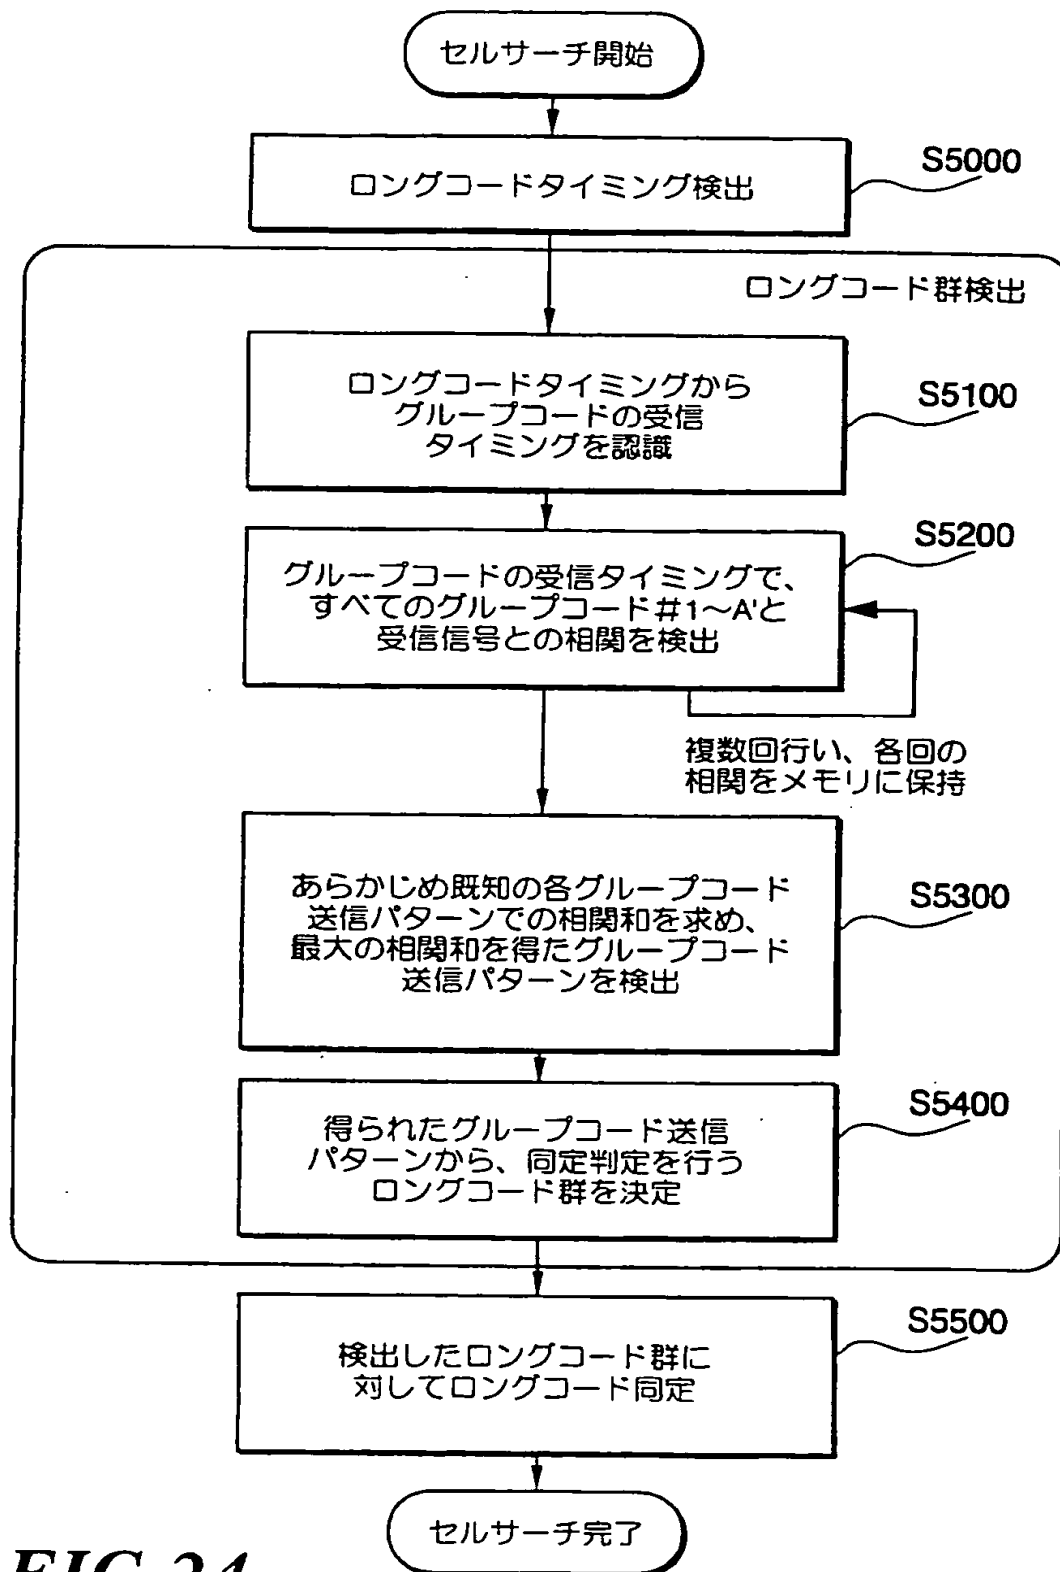 セルサーチ開始
ロングコードタイミング検出
S5000
ロングコード群検出
ロングコードタイミングから
グループコードの受信
タイミングを認識
S5100
グループコードの受信タイミングで、
すべてのグループコード#1～A'と
受信信号との相関を検出
S5200
複数回行い、各回の
相関をメモリに保持
あらかじめ既知の各グループコード
送信パターンでの相関和を求め、
最大の相関和を得たグループコード
送信パターンを検出
S5300
得られたグループコード送信
パターンから、同定判定を行う
ロングコード群を決定
S5400
検出したロングコード群に
対してロングコード同定
S5500
セルサーチ完了
FIG.24